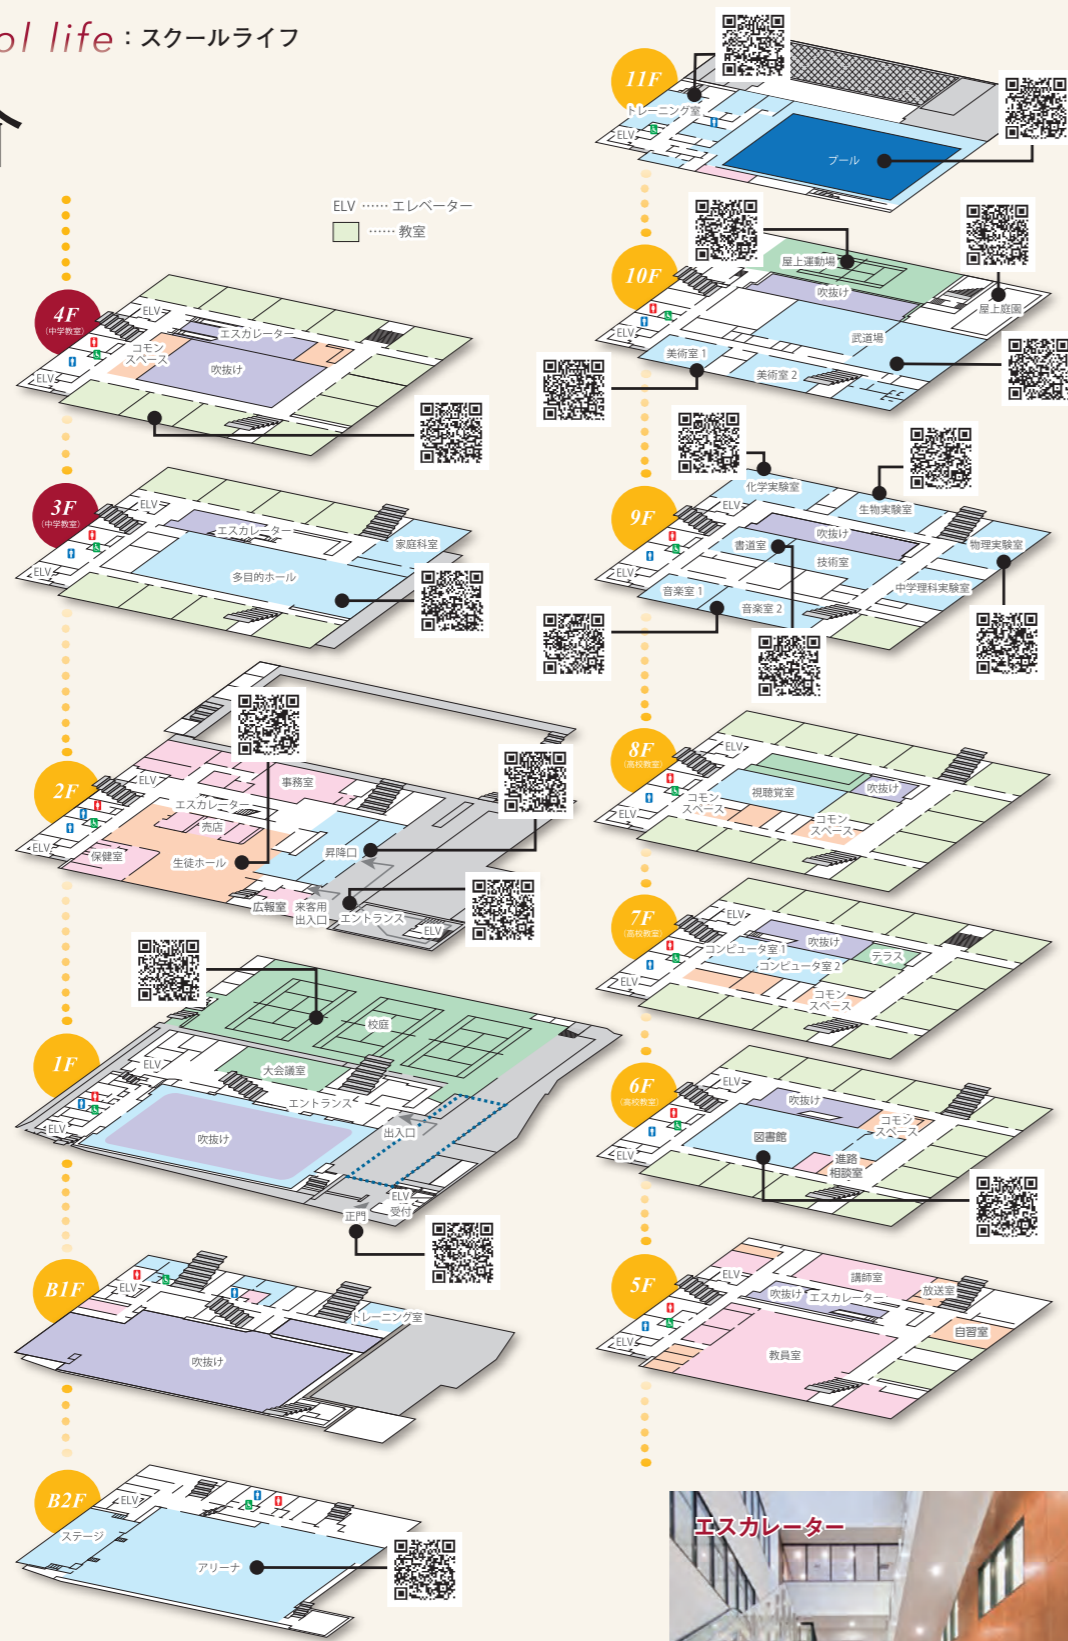 ol life : スクールライフ
ELV ‥‥‥ エレベーター
‥‥‥ 教室
4F
(中学教室)
ELV
エスカレーター
コモン
スペース
吹抜け
ELV
3F
(中学教室)
ELV
エスカレーター
家庭科室
多目的ホール
ELV
2F
ELV
事務室
エスカレーター
売店
昇降口
保健室
生徒ホール
ELV
広報室
来客用
出入口
エントランス
ELV
1F
校庭
ELV
大会議室
エントランス
出入口
吹抜け
ELV
ELV
受付
正門
B1F
ELV
トレーニング室
吹抜け
B2F
ELV
ステージ
アリーナ
11F
トレーニング室
ELV
プール
10F
屋上運動場
吹抜け
屋上庭園
ELV
武道場
美術室 1
美術室 2
9F
化学実験室
ELV
生物実験室
吹抜け
書道室
技術室
物理実験室
ELV
中学理科実験室
音楽室 1
音楽室 2
8F
(高校教室)
ELV
視聴覚室
吹抜け
コモン
スペース
コモン
スペース
ELV
7F
(高校教室)
ELV
吹抜け
コンピュータ室 1
テラス
コンピュータ室 2
ELV
コモン
スペース
6F
(高校教室)
ELV
吹抜け
コモン
スペース
図書館
進路
相談室
ELV
5F
ELV
講師室
放送室
吹抜け
エスカレーター
自習室
ELV
教員室
エスカレーター